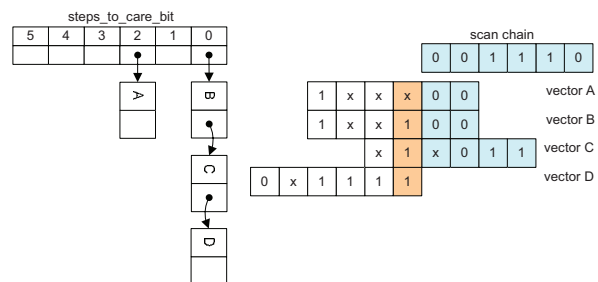 steps_to_care_bit
5 4 3 2 1 0
A
B
C
D
scan chain
0 0 1 1 1 0
1 x x x 0 0 vector A
1 x x 1 0 0 vector B
x 1 x 0 1 1 vector C
0 x 1 1 1 1 vector D